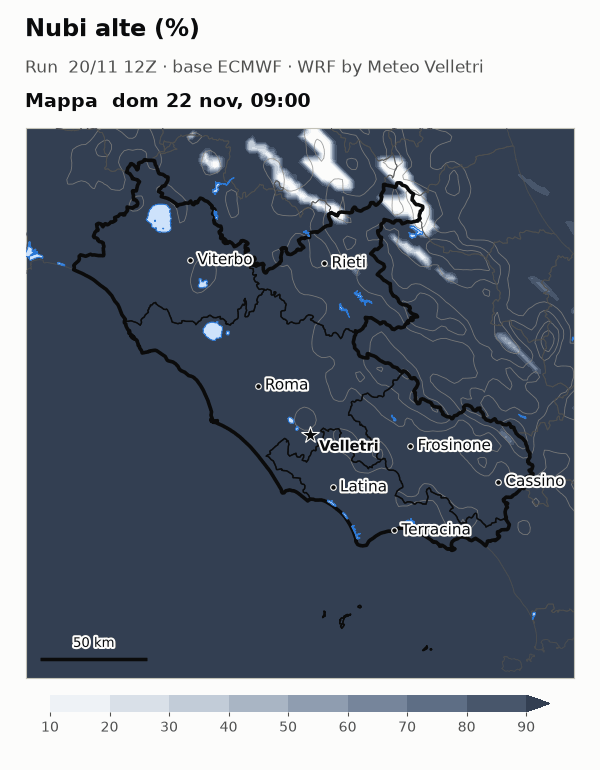 Nubi alte (%)
Run  20/11 12Z · base ECMWF · WRF by Meteo Velletri
Mappa  dom 22 nov, 09:00
Viterbo
Rieti
Roma
Velletri
Frosinone
Cassino
Latina
Terracina
50 km
10 20 30 40 50 60 70 80 90